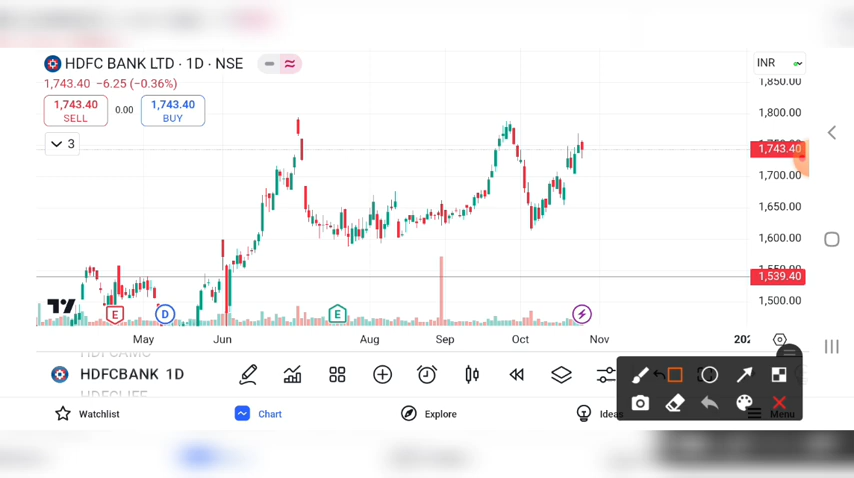 HDFC BANK LTD · 1D · NSE
INR
1,743.40 −6.25 (−0.36%)
1,850.00
1,743.40
SELL
0.00
1,743.40
BUY
1,800.00
3
1,743.40
1,700.00
1,650.00
1,600.00
1,539.40
1,500.00
E
D
E
May
Jun
Aug
Sep
Oct
Nov
202
HDFCAMC
HDFCBANK 1D
HDFCLIFE
Watchlist
Chart
Explore
Ideas
Menu